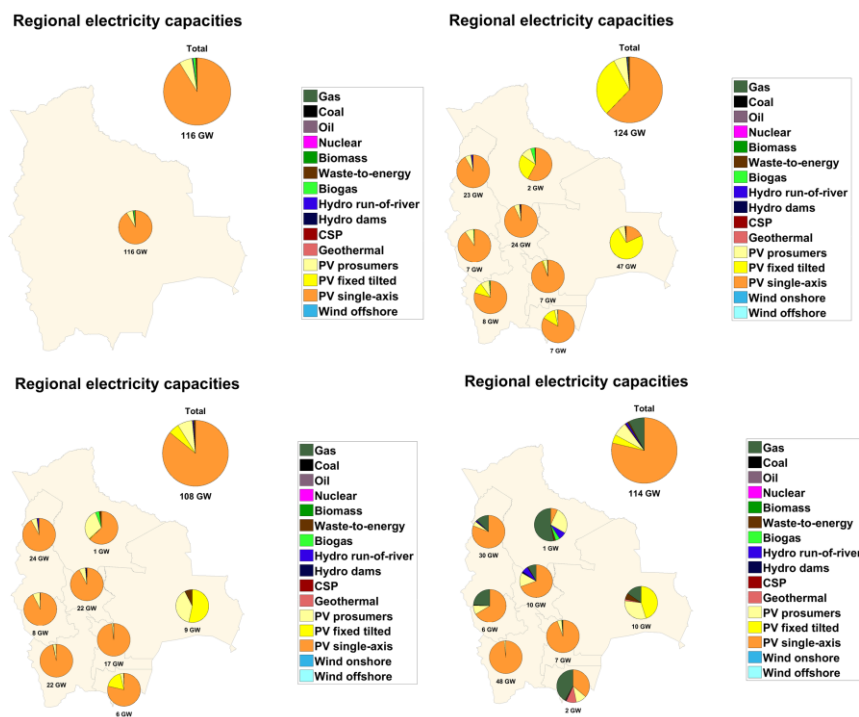 Regional electricity capacities
Total
116 GW
116 GW
Gas
Coal
Oil
Nuclear
Biomass
Waste-to-energy
Biogas
Hydro run-of-river
Hydro dams
CSP
Geothermal
PV prosumers
PV fixed tilted
PV single-axis
Wind onshore
Wind offshore
Regional electricity capacities
Total
124 GW
23 GW
2 GW
24 GW
7 GW
47 GW
7 GW
8 GW
7 GW
Gas
Coal
Oil
Nuclear
Biomass
Waste-to-energy
Biogas
Hydro run-of-river
Hydro dams
CSP
Geothermal
PV prosumers
PV fixed tilted
PV single-axis
Wind onshore
Wind offshore
Regional electricity capacities
Total
108 GW
24 GW
1 GW
22 GW
8 GW
9 GW
17 GW
22 GW
6 GW
Gas
Coal
Oil
Nuclear
Biomass
Waste-to-energy
Biogas
Hydro run-of-river
Hydro dams
CSP
Geothermal
PV prosumers
PV fixed tilted
PV single-axis
Wind onshore
Wind offshore
Regional electricity capacities
Total
114 GW
30 GW
1 GW
10 GW
6 GW
10 GW
7 GW
48 GW
2 GW
Gas
Coal
Oil
Nuclear
Biomass
Waste-to-energy
Biogas
Hydro run-of-river
Hydro dams
CSP
Geothermal
PV prosumers
PV fixed tilted
PV single-axis
Wind onshore
Wind offshore